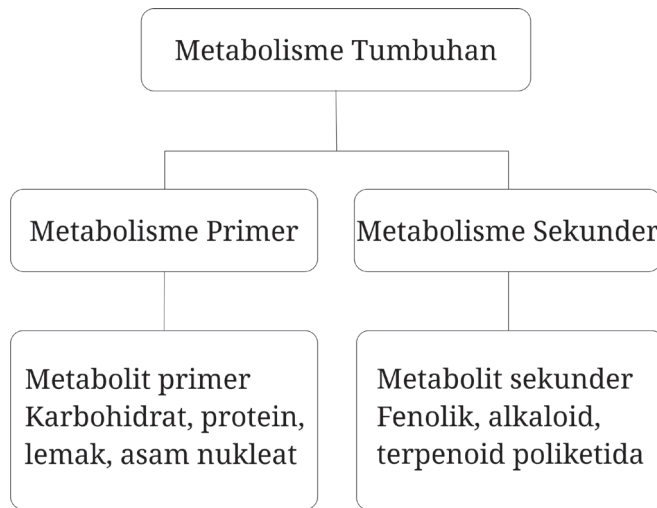 Metabolisme Tumbuhan
Metabolisme Primer
Metabolisme Sekunder
Metabolit primer
Karbohidrat, protein,
lemak, asam nukleat
Metabolit sekunder
Fenolik, alkaloid,
terpenoid poliketida